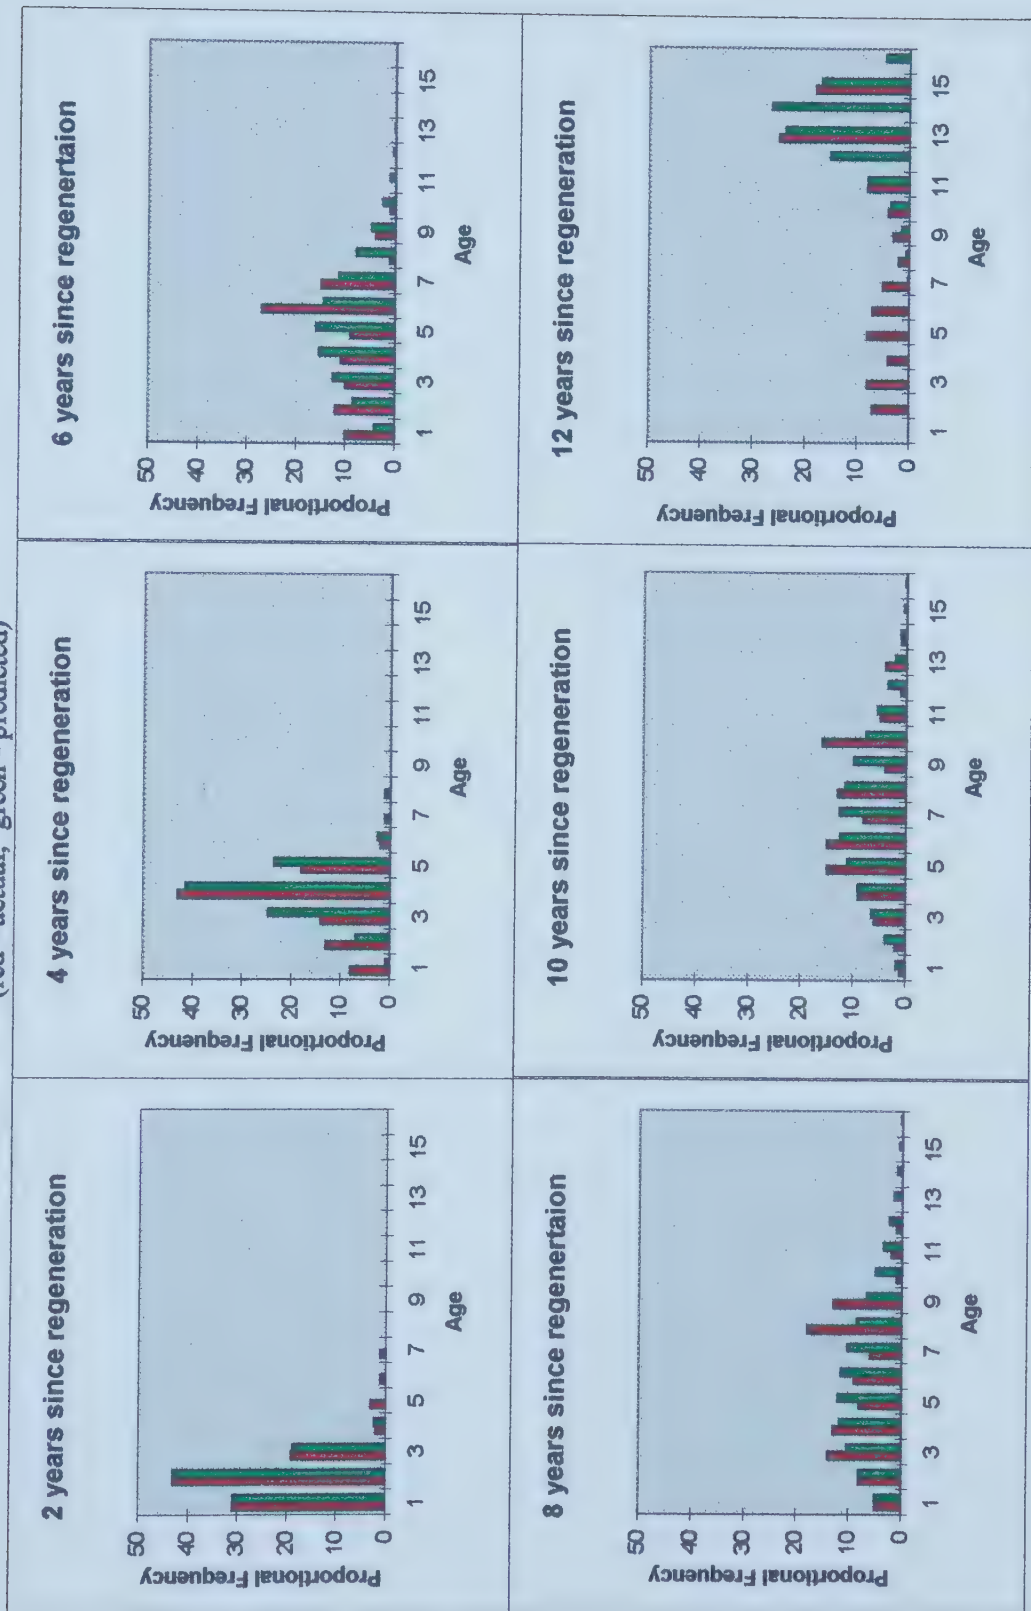 (red actual, green predicted)
2 years since regeneration
Proportional Frequency
50
40
30
20
10
0
1 3 5 7 9 11 13 15
Age
4 years since regeneration
Proportional Frequency
50
40
30
20
10
0
1 3 5 7 9 11 13 15
Age
6 years since regenertaion
Proportional Frequency
50
40
30
20
10
0
1 3 5 7 9 11 13 15
Age
8 years since regenertaion
Proportional Frequency
50
40
30
20
10
0
1 3 5 7 9 11 13 15
Age
10 years since regeneration
Proportional Frequency
50
40
30
20
10
0
1 3 5 7 9 11 13 15
Age
12 years since regeneration
Proportional Frequency
50
40
30
20
10
0
1 3 5 7 9 11 13 15
Age